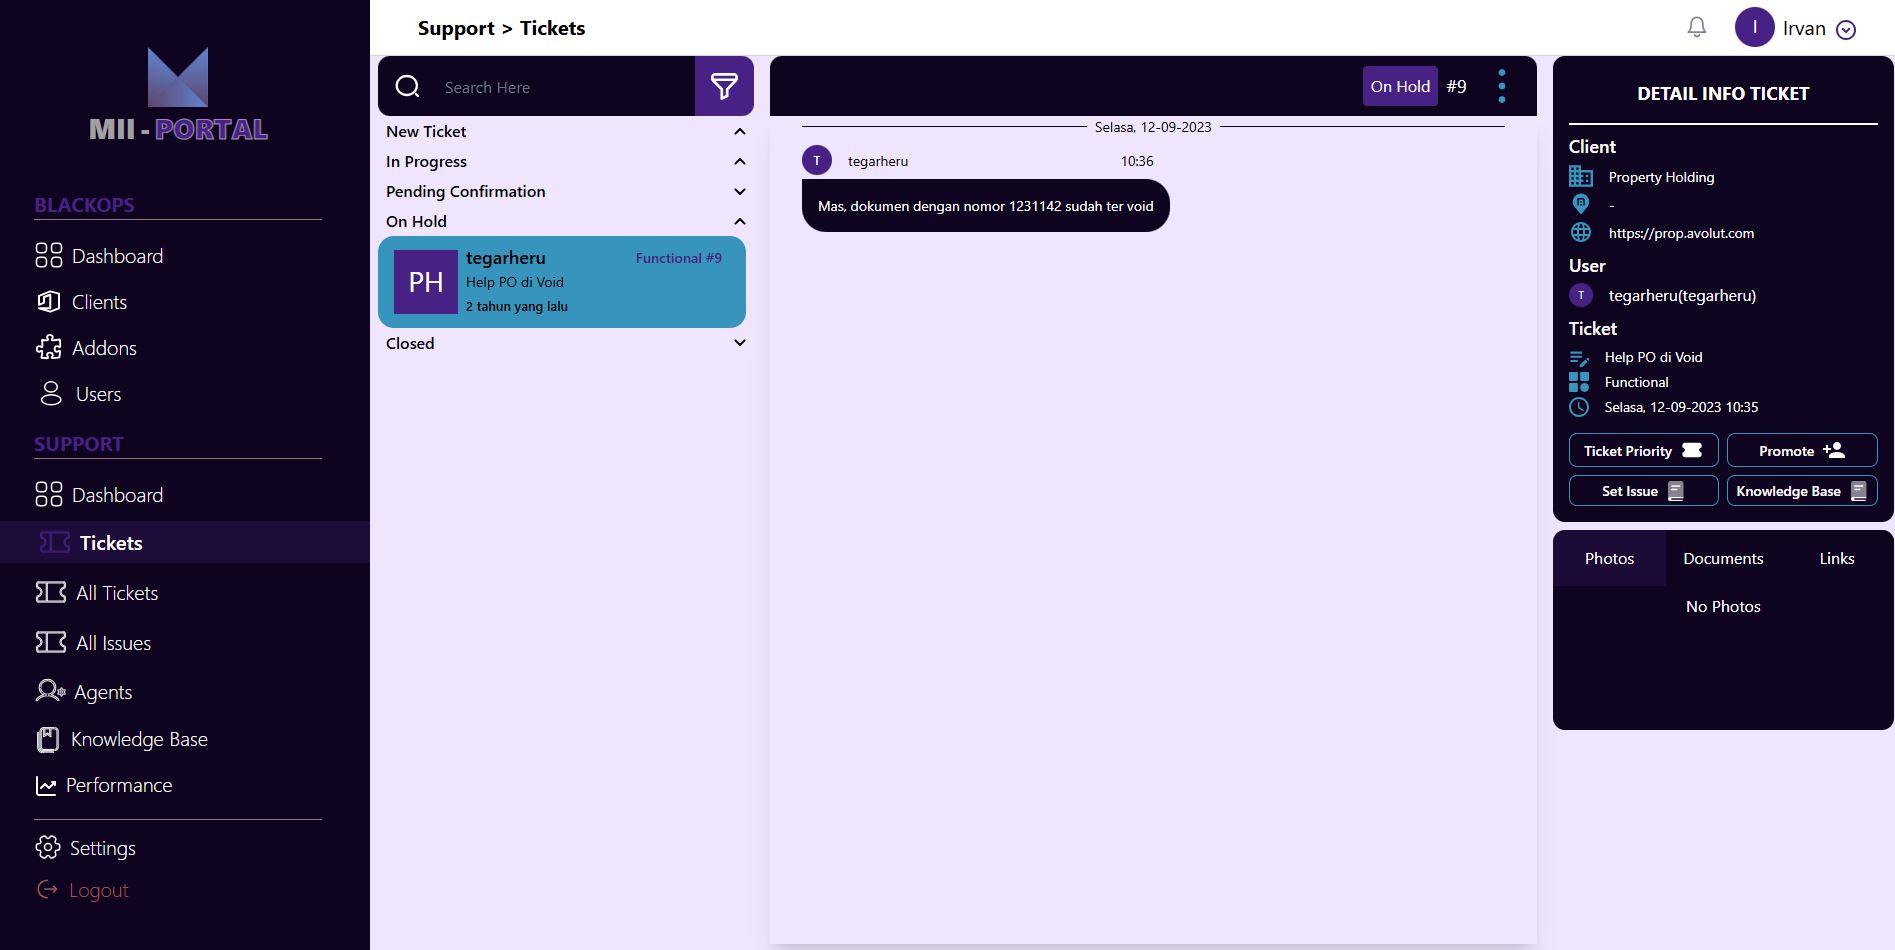 MII - PORTAL
BLACKOPS
Dashboard
Clients
Addons
Users
SUPPORT
Dashboard
Tickets
All Tickets
All Issues
Agents
Knowledge Base
Performance
Settings
Logout
Support > Tickets
I
Irvan
Search Here
New Ticket
In Progress
Pending Confirmation
On Hold
PH
tegarheru
Functional #9
Help PO di Void
2 tahun yang lalu
Closed
On Hold
#9
Selasa, 12-09-2023
T
tegarheru
10:36
Mas, dokumen dengan nomor 1231142 sudah ter void
DETAIL INFO TICKET
Client
Property Holding
-
https://prop.avolut.com
User
T
tegarheru(tegarheru)
Ticket
Help PO di Void
Functional
Selasa, 12-09-2023 10:35
Ticket Priority
Promote
Set Issue
Knowledge Base
Photos
Documents
Links
No Photos